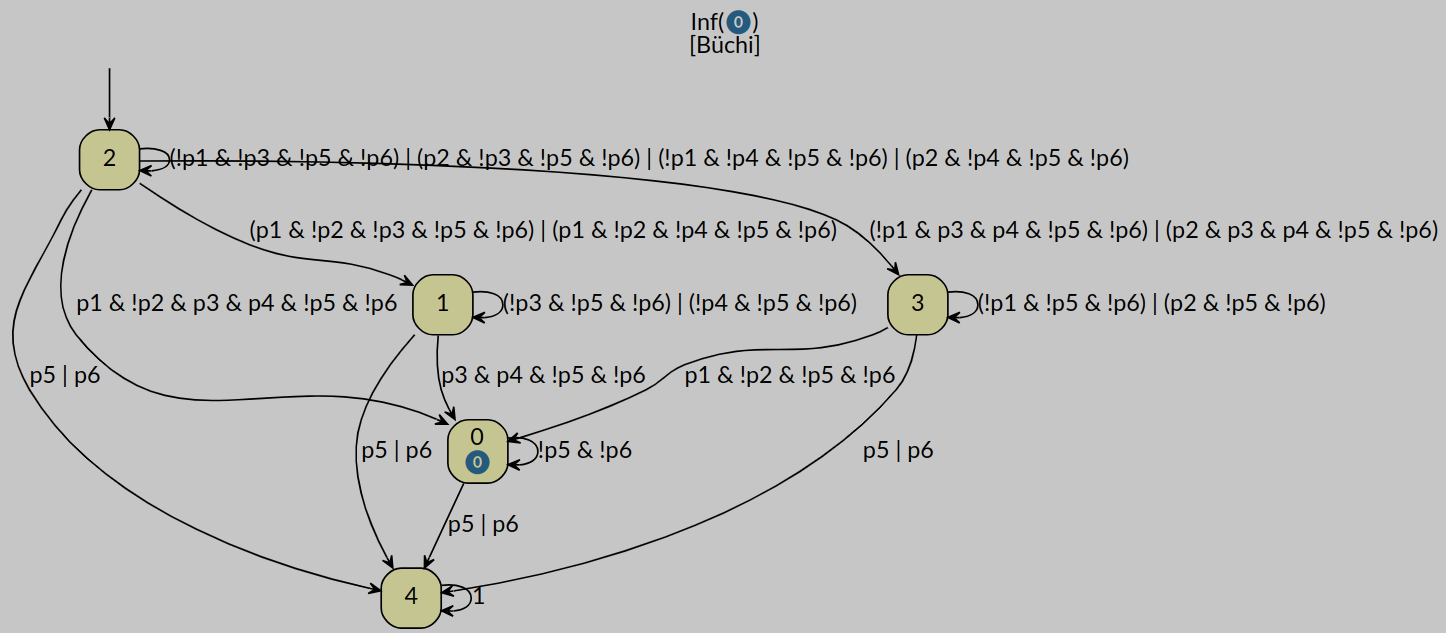 Inf(0)
[Büchi]
2
(!p1 & !p3 & !p5 & !p6) | (p2 & !p3 & !p5 & !p6) | (!p1 & !p4 & !p5 & !p6) | (p2 & !p4 & !p5 & !p6)
(p1 & !p2 & !p3 & !p5 & !p6) | (p1 & !p2 & !p4 & !p5 & !p6)
(!p1 & p3 & p4 & !p5 & !p6) | (p2 & p3 & p4 & !p5 & !p6)
p1 & !p2 & p3 & p4 & !p5 & !p6
1
(!p3 & !p5 & !p6) | (!p4 & !p5 & !p6)
3
(!p1 & !p5 & !p6) | (p2 & !p5 & !p6)
p5 | p6
p3 & p4 & !p5 & !p6
p1 & !p2 & !p5 & !p6
0
0
p5 | p6
!p5 & !p6
p5 | p6
p5 | p6
4
1